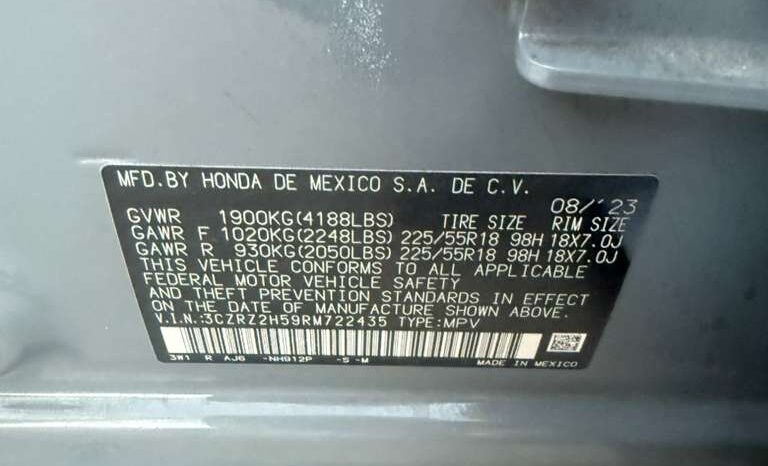 MFD.BY HONDA DE MEXICO S.A. DE C.V.
08/'23
GVWR 1900KG(4188LBS) TIRE SIZE RIM SIZE
GAWR F 1020KG(2248LBS) 225/55R18 98H 18X7.0J
GAWR R 930KG(2050LBS) 225/55R18 98H 18X7.0J
THIS VEHICLE CONFORMS TO ALL APPLICABLE
FEDERAL MOTOR VEHICLE SAFETY
AND THEFT PREVENTION STANDARDS IN EFFECT
ON THE DATE OF MANUFACTURE SHOWN ABOVE.
V.I.N.:3CZRZ2H59RM722435 TYPE:MPV
3W1 R AJ6 -NH912P -S -M MADE IN MEXICO